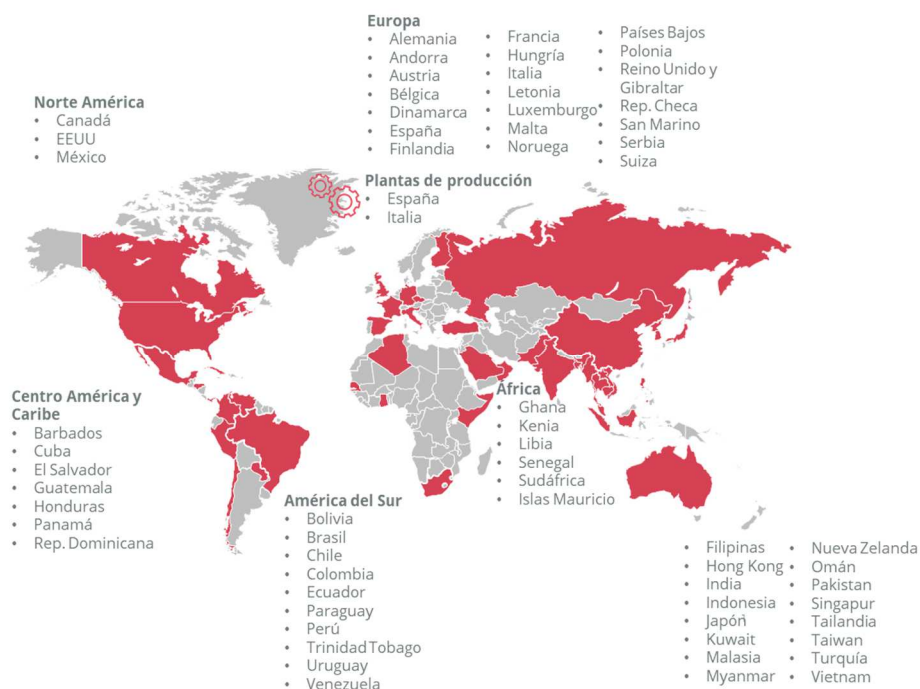 Norte América
• Canadá
• EEUU
• México
Europa
• Alemania
• Andorra
• Austria
• Bélgica
• Dinamarca
• España
• Finlandia
• Francia
• Hungría
• Italia
• Letonia
• Luxemburgo
• Malta
• Noruega
• Países Bajos
• Polonia
• Reino Unido y
Gibraltar
• Rep. Checa
• San Marino
• Serbia
• Suiza
Plantas de producción
• España
• Italia
Centro América y
Caribe
• Barbados
• Cuba
• El Salvador
• Guatemala
• Honduras
• Panamá
• Rep. Dominicana
América del Sur
• Bolivia
• Brasil
• Chile
• Colombia
• Ecuador
• Paraguay
• Perú
• Trinidad Tobago
• Uruguay
• Venezuela
Africa
• Ghana
• Kenia
• Libia
• Senegal
• Sudáfrica
• Islas Mauricio
• Filipinas
• Hong Kong
• India
• Indonesia
• Japón
• Kuwait
• Malasia
• Myanmar
• Nueva Zelanda
• Omán
• Pakistan
• Singapur
• Tailandia
• Taiwan
• Turquía
• Vietnam